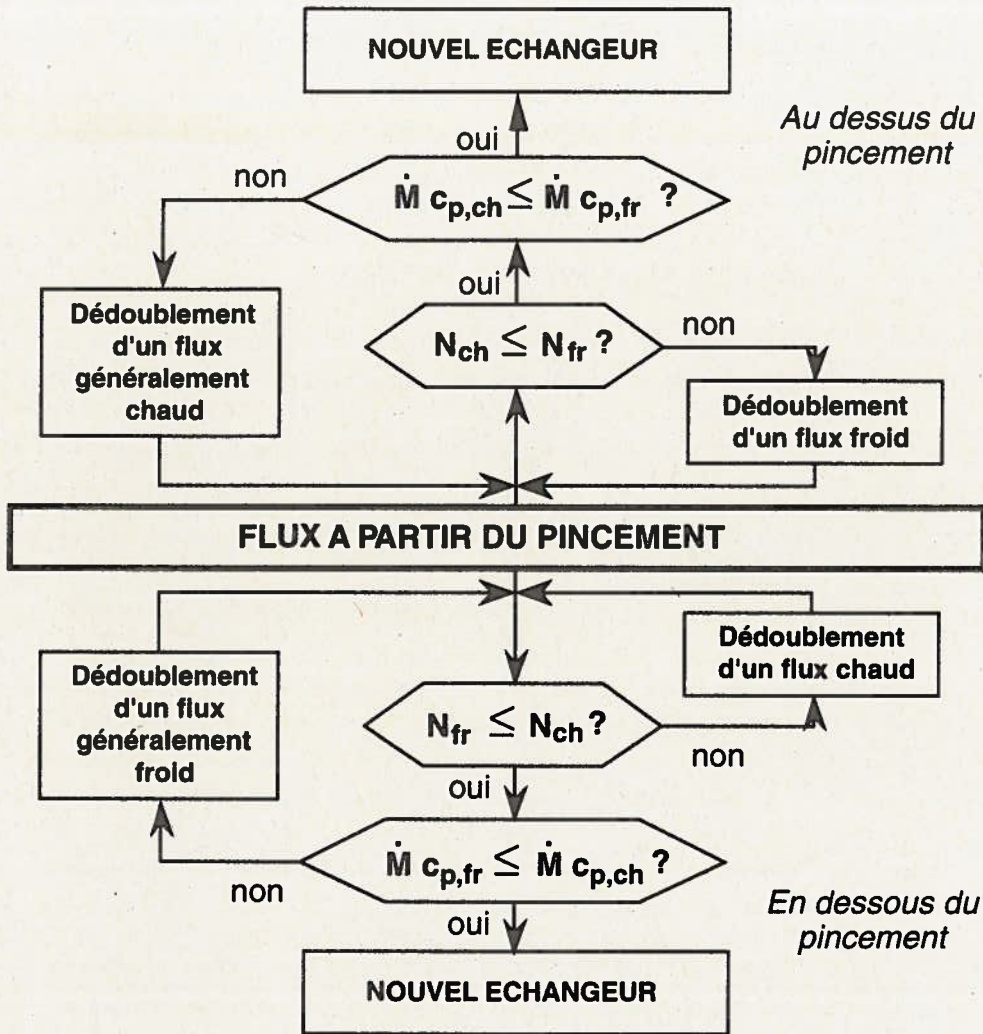 NOUVEL ECHANGEUR
Au dessus du
pincement
oui
non
Ṁ c_p,ch ≤ Ṁ c_p,fr ?
oui
Dédoublement
d'un flux
généralement
chaud
N_ch ≤ N_fr ?
non
Dédoublement
d'un flux froid
FLUX A PARTIR DU PINCEMENT
Dédoublement
d'un flux chaud
Dédoublement
d'un flux
généralement
froid
N_fr ≤ N_ch ?
non
oui
Ṁ c_p,fr ≤ Ṁ c_p,ch ?
non
oui
En dessous du
pincement
NOUVEL ECHANGEUR